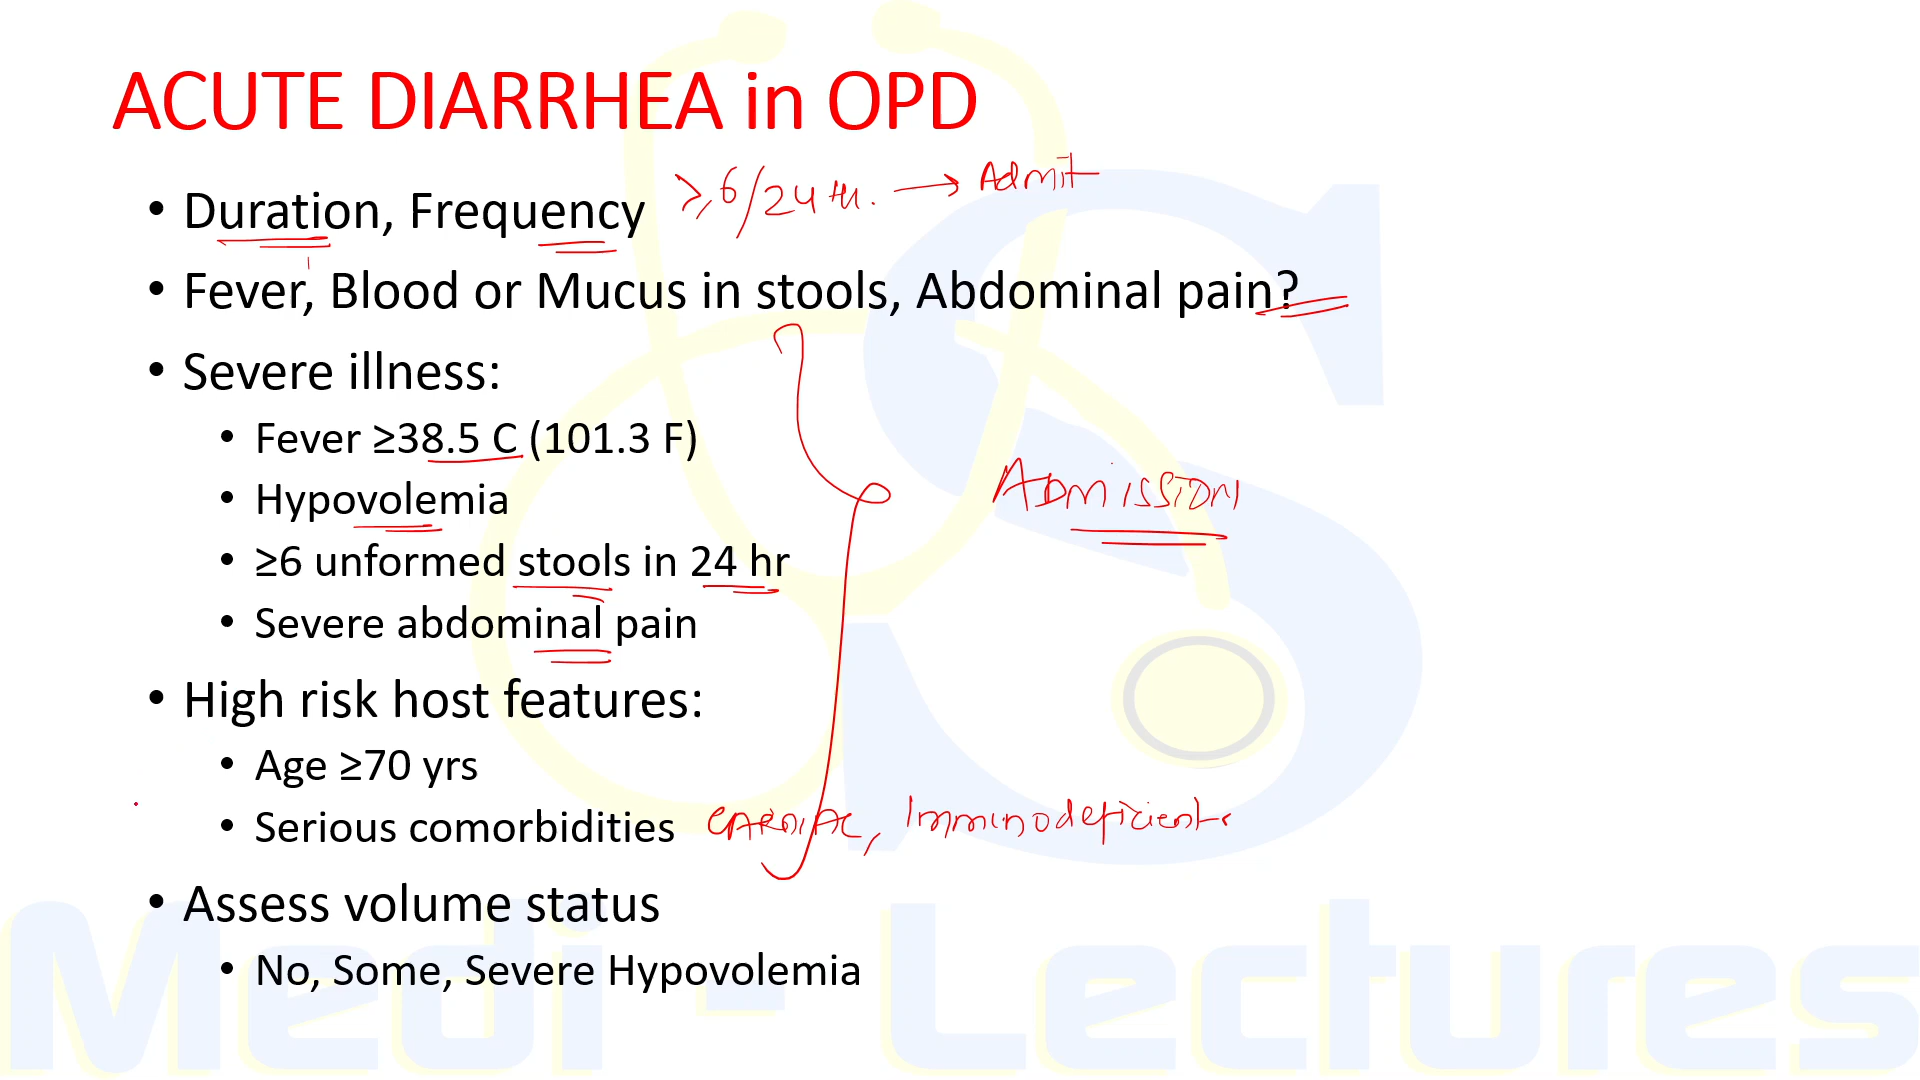 ACUTE DIARRHEA in OPD
• Duration, Frequency ≥6/24 hr. → Admit
• Fever, Blood or Mucus in stools, Abdominal pain?
• Severe illness:
• Fever ≥38.5 C (101.3 F)
• Hypovolemia
ADMISSION
• ≥6 unformed stools in 24 hr
• Severe abdominal pain
• High risk host features:
• Age ≥70 yrs
• Serious comorbidities CARDIAC, Immunodeficient
• Assess volume status
• No, Some, Severe Hypovolemia
Medi - Lectures